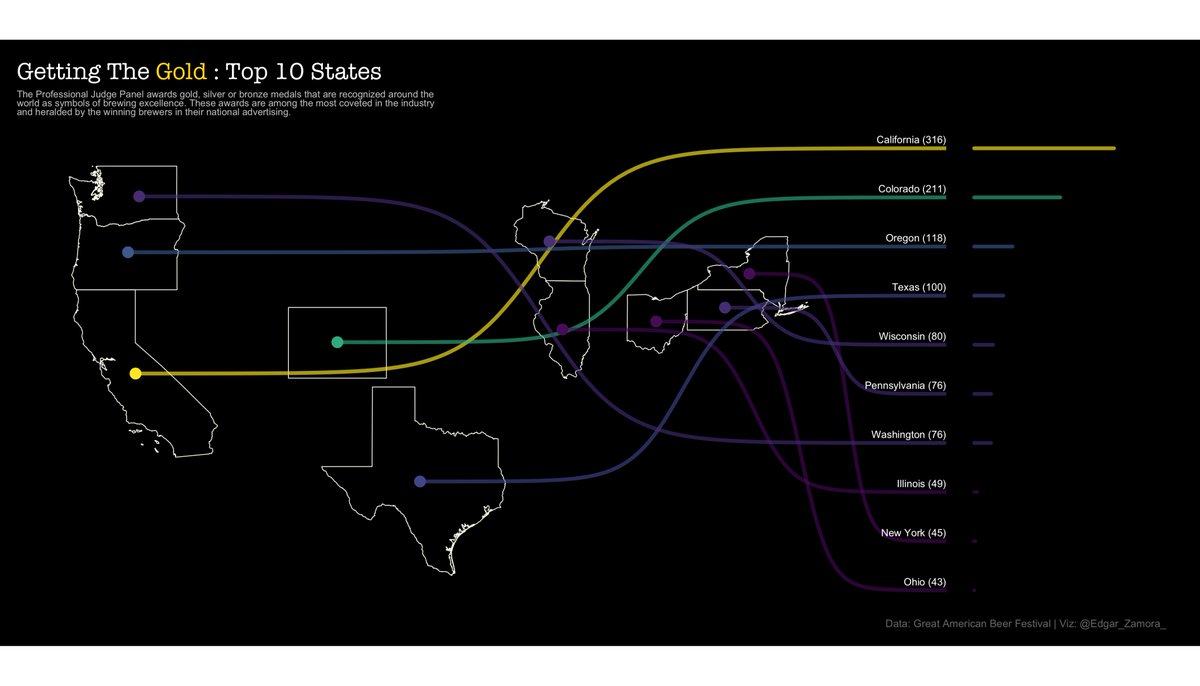 Getting The Gold : Top 10 States
The Professional Judge Panel awards gold, silver or bronze medals that are recognized around the
world as symbols of brewing excellence. These awards are among the most coveted in the industry
and heralded by the winning brewers in their national advertising.
California (316)
Colorado (211)
Oregon (118)
Texas (100)
Wisconsin (80)
Pennsylvania (76)
Washington (76)
Illinois (49)
New York (45)
Ohio (43)
Data: Great American Beer Festival | Viz: @Edgar_Zamora_